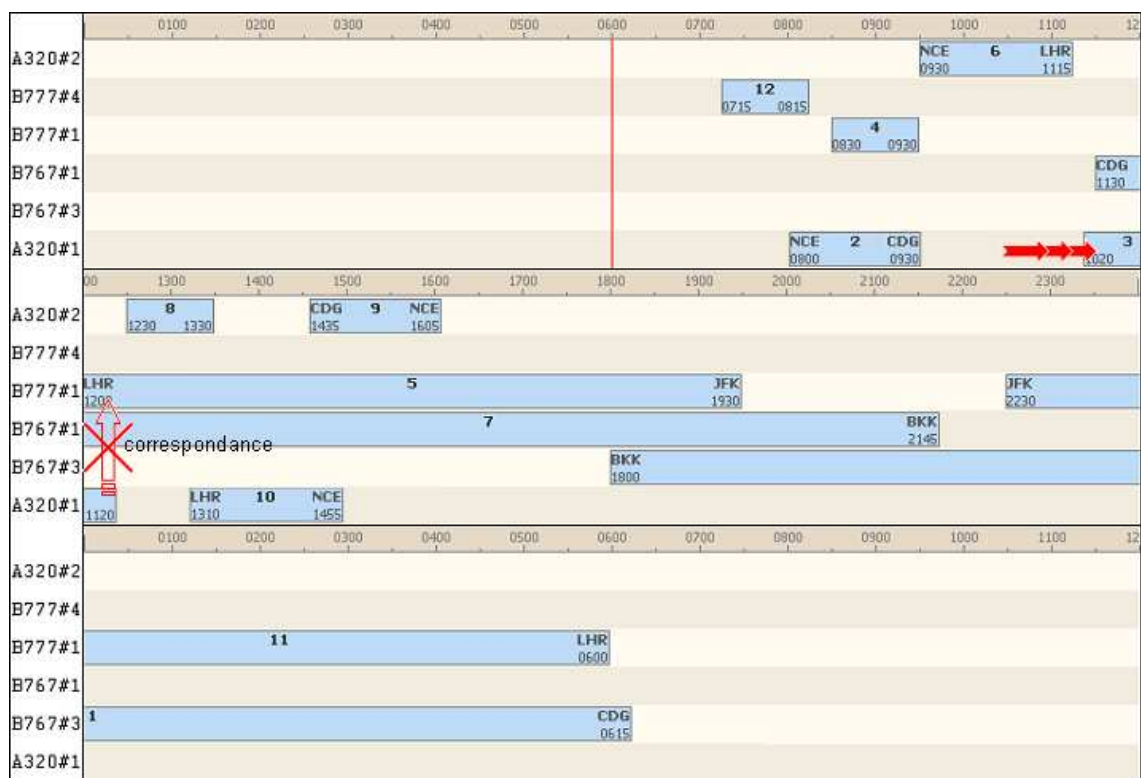 0100 0200 0300 0400 0500 0600 0700 0800 0900 1000 1100 12
A320#2 NCE 6 LHR
0930 1115
B777#4 12
0715 0815
B777#1 4
0830 0930
B767#1 CDG
1130
B767#3
A320#1 NCE 2 CDG 3
0800 0930 1020
00 1300 1400 1500 1600 1700 1800 1900 2000 2100 2200 2300
A320#2 8 CDG 9 NCE
1230 1330 1435 1605
B777#4
B777#1 LHR 5 JFK JFK
1200 1930 2230
B767#1 7 BKK
correspondance 2145
B767#3 BKK
1800
A320#1 LHR 10 NCE
1120 1310 1455
0100 0200 0300 0400 0500 0600 0700 0800 0900 1000 1100 12
A320#2
B777#4
B777#1 11 LHR
0600
B767#1
B767#3 1 CDG
0615
A320#1